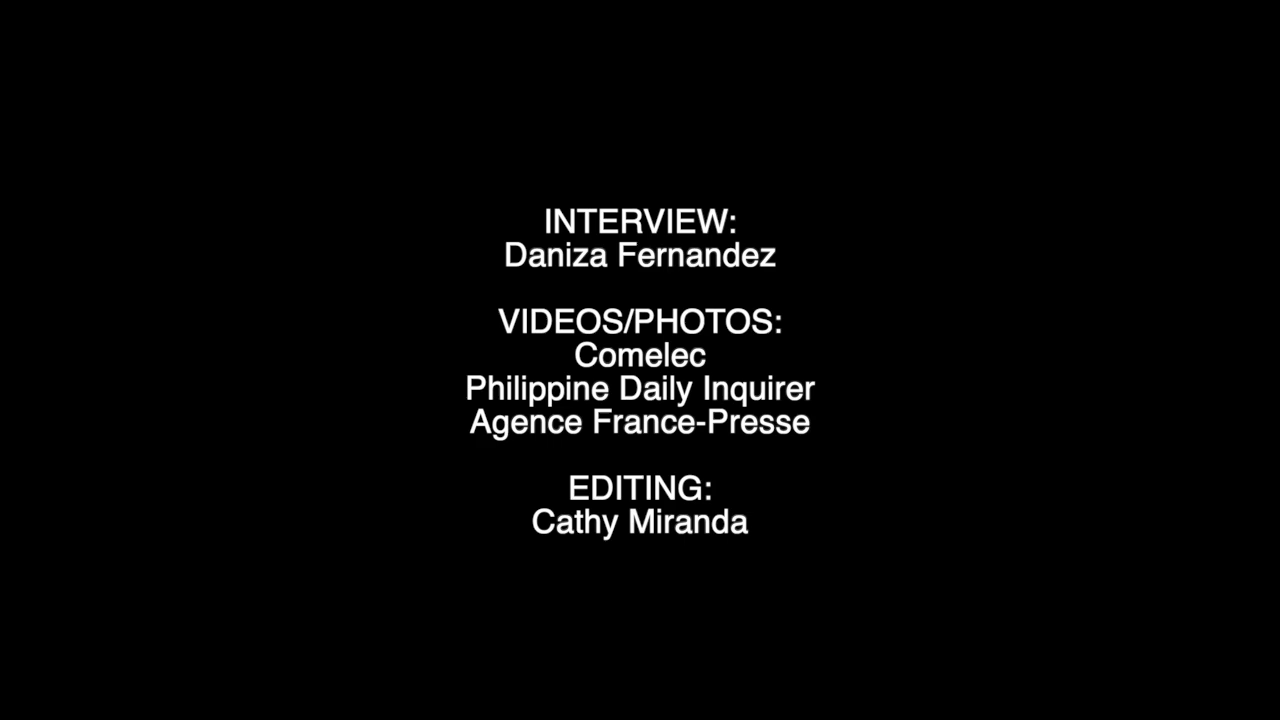 INTERVIEW:
Daniza Fernandez
VIDEOS/PHOTOS:
Comelec
Philippine Daily Inquirer
Agence France-Presse
EDITING:
Cathy Miranda